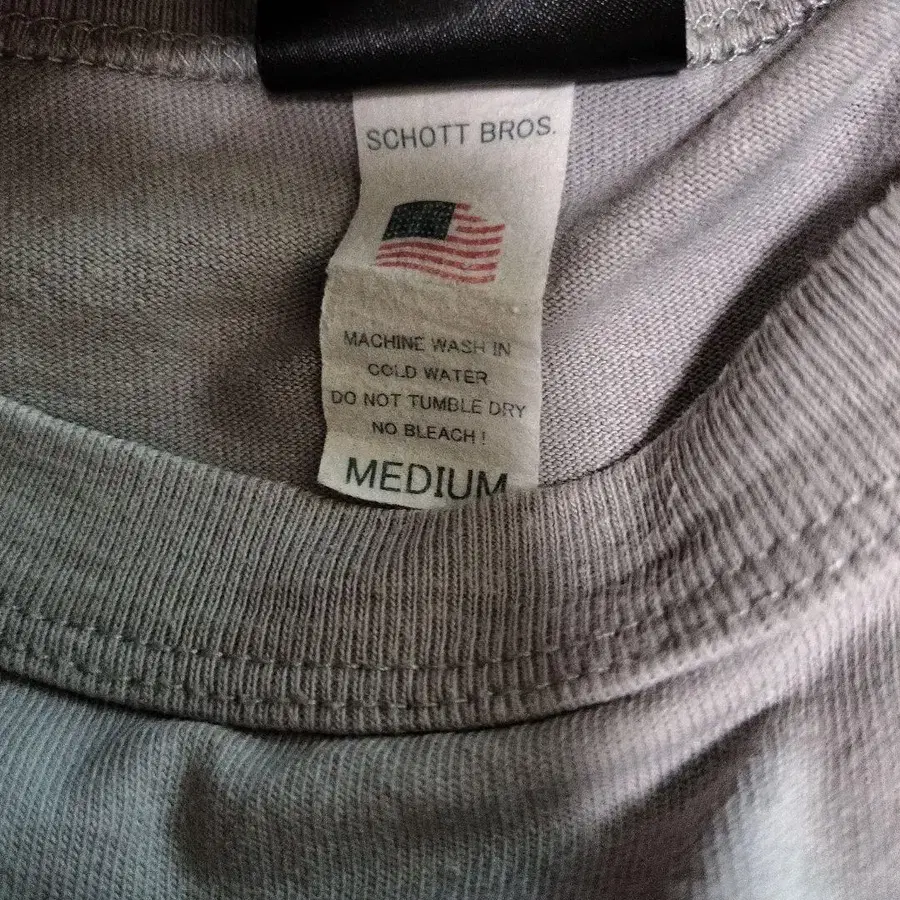 SCHOTT BROS.
MACHINE WASH IN
COLD WATER
DO NOT TUMBLE DRY
NO BLEACH !
MEDIUM